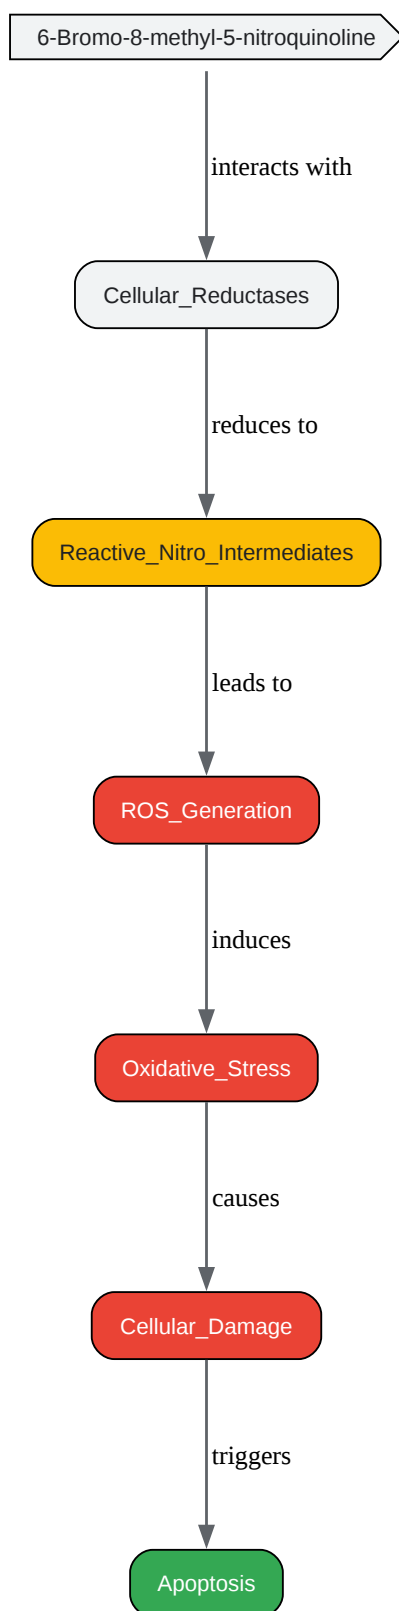 6-Bromo-8-methyl-5-nitroquinoline
interacts with
Cellular_Reductases
reduces to
Reactive_Nitro_Intermediates
leads to
ROS_Generation
induces
Oxidative_Stress
causes
Cellular_Damage
triggers
Apoptosis